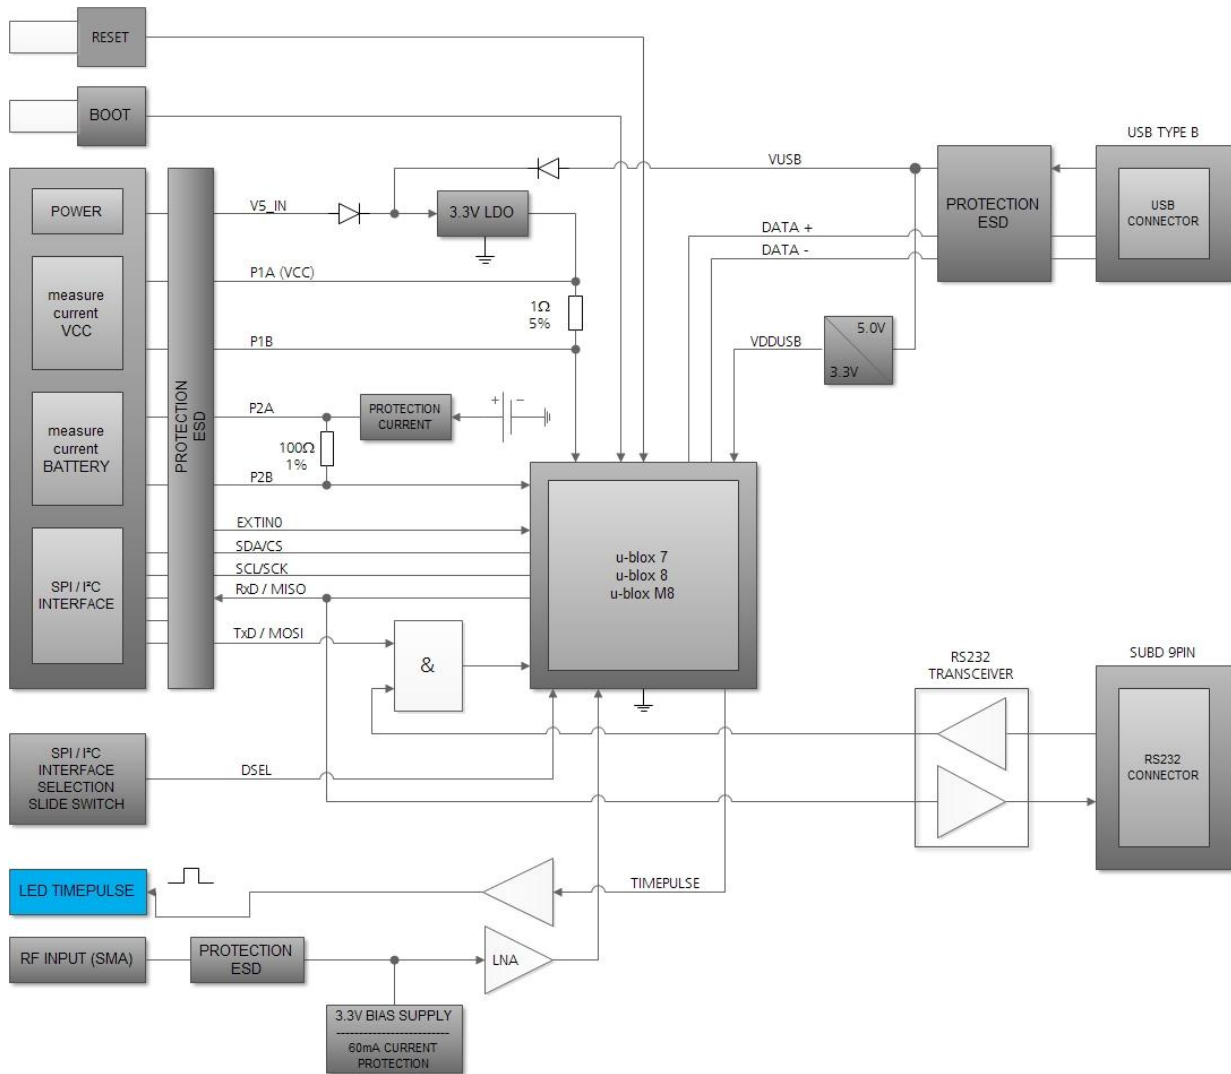 RESET
BOOT
USB TYPE B
VUSB
POWER
V5_IN
3.3V LDO
PROTECTION
ESD
USB
CONNECTOR
DATA +
DATA -
P1A (VCC)
measure
current
VCC
1Ω
5%
5.0V
3.3V
VDDUSB
P1B
PROTECTION
ESD
P2A
PROTECTION
CURRENT
+
−
measure
current
BATTERY
100Ω
1%
P2B
EXTIN0
SDA/CS
SCL/SCK
RxD / MISO
TxD / MOSI
SPI / I²C
INTERFACE
u-blox 7
u-blox 8
u-blox M8
&
RS232
TRANSCEIVER
SUBD 9PIN
RS232
CONNECTOR
SPI / I²C
INTERFACE
SELECTION
SLIDE SWITCH
DSEL
LED TIMEPULSE
TIMEPULSE
RF INPUT (SMA)
PROTECTION
ESD
LNA
3.3V BIAS SUPPLY
------------------------
60mA CURRENT
PROTECTION